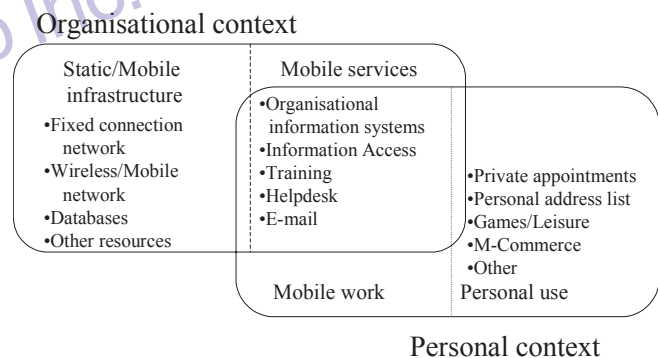 Organisational context
Static/Mobile
infrastructure
•Fixed connection
network
•Wireless/Mobile
network
•Databases
•Other resources
Mobile services
•Organisational
information systems
•Information Access
•Training
•Helpdesk
•E-mail
•Private appointments
•Personal address list
•Games/Leisure
•M-Commerce
•Other
Mobile work
Personal use
Personal context